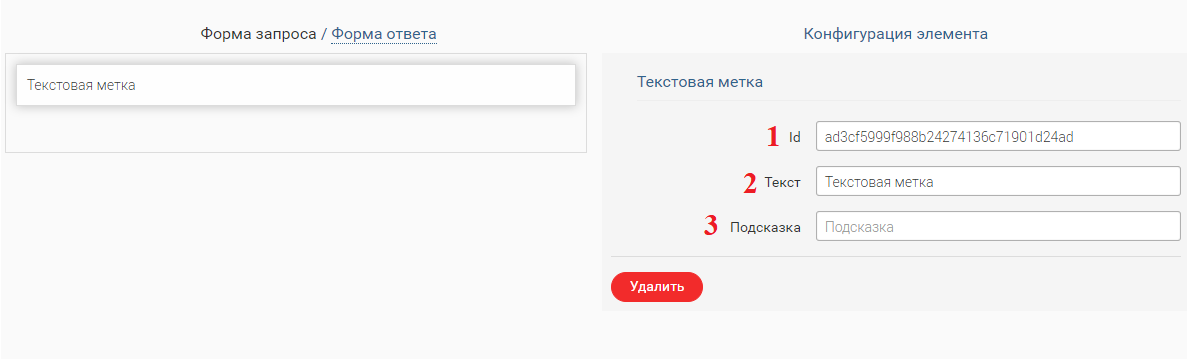 Форма запроса / Форма ответа
Текстовая метка
Конфигурация элемента
Текстовая метка
1 Id ad3cf5999f988b24274136c71901d24ad
2 Текст Текстовая метка
3 Подсказка Подсказка
Удалить